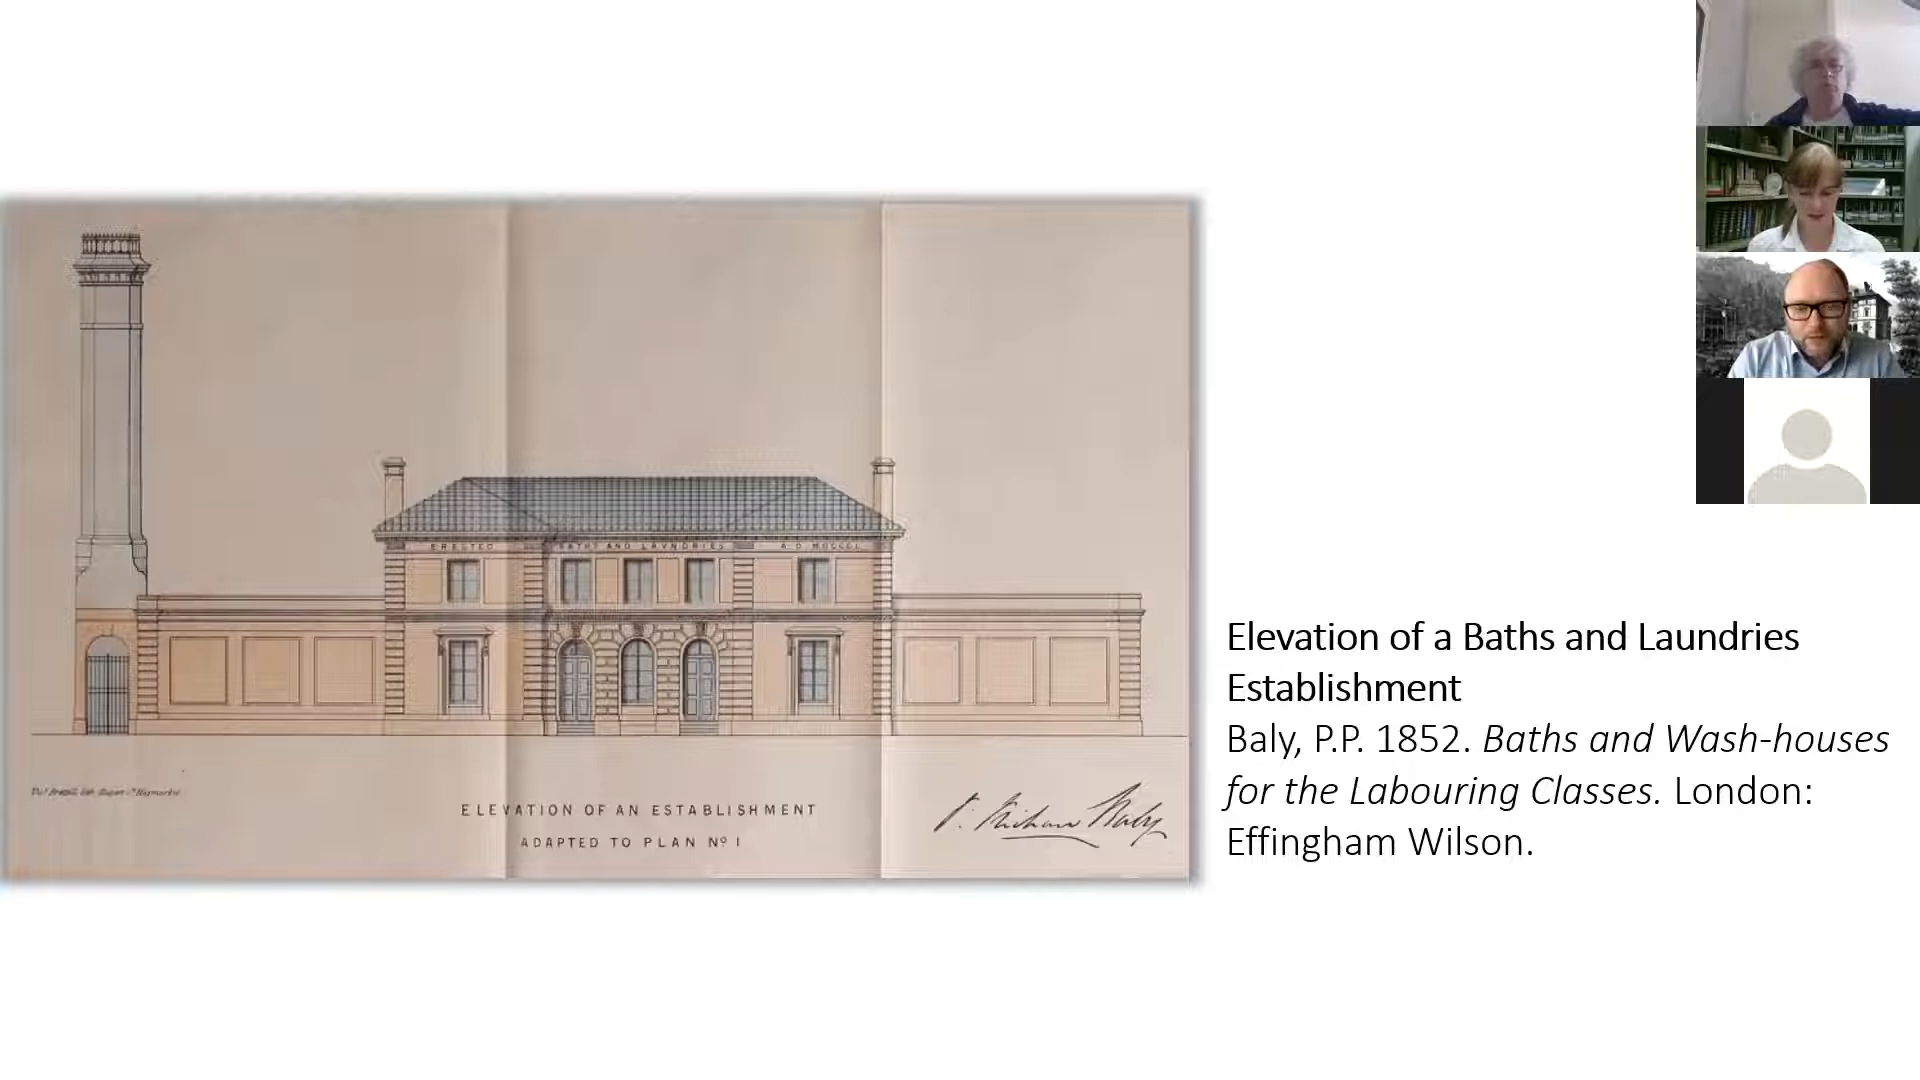 ERECTED BATHS AND LAUNDRIES A.D. MDCCCL
ELEVATION OF AN ESTABLISHMENT
ADAPTED TO PLAN Nº 1
Elevation of a Baths and Laundries
Establishment
Baly, P.P. 1852. Baths and Wash-houses
for the Labouring Classes. London:
Effingham Wilson.